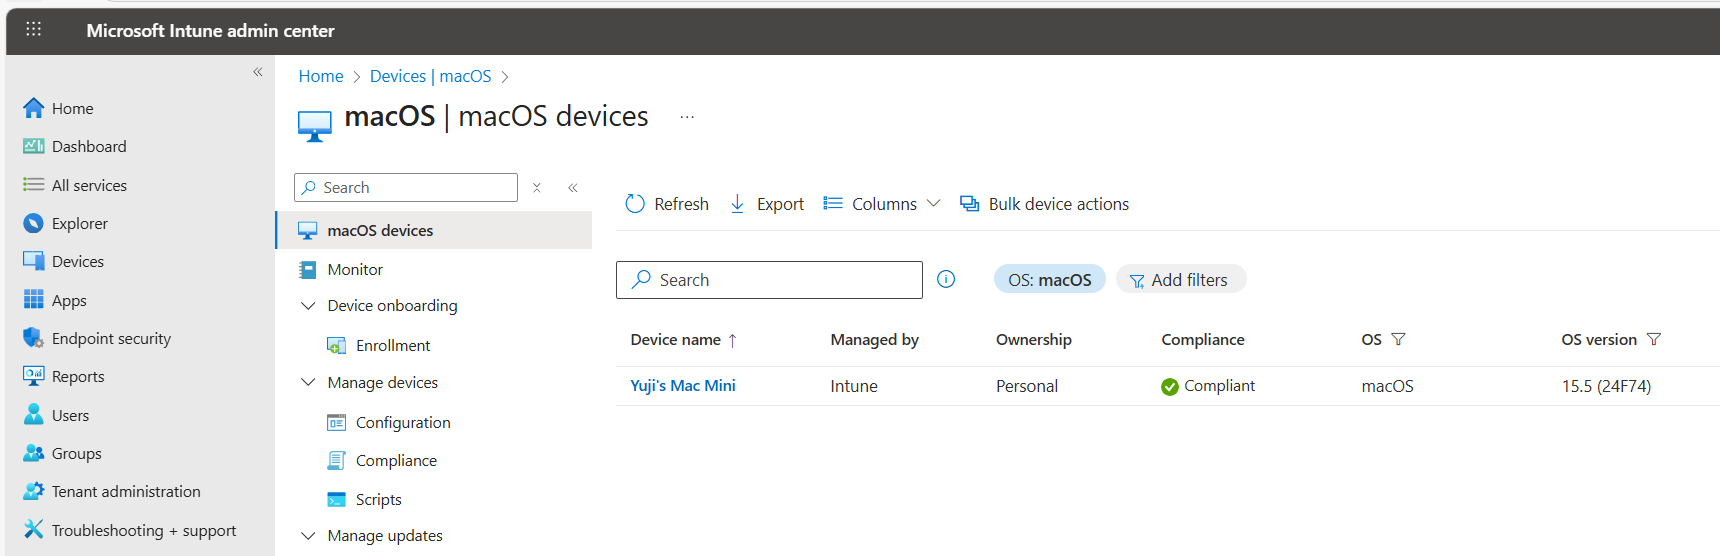 Microsoft Intune admin center
Home
Dashboard
All services
Explorer
Devices
Apps
Endpoint security
Reports
Users
Groups
Tenant administration
Troubleshooting + support
Home > Devices | macOS >
macOS | macOS devices ...
Search
macOS devices
Monitor
Device onboarding
Enrollment
Manage devices
Configuration
Compliance
Scripts
Manage updates
Refresh Export Columns Bulk device actions
Search OS: macOS Add filters
Device name ↑ Managed by Ownership Compliance OS OS version
Yuji's Mac Mini Intune Personal Compliant macOS 15.5 (24F74)